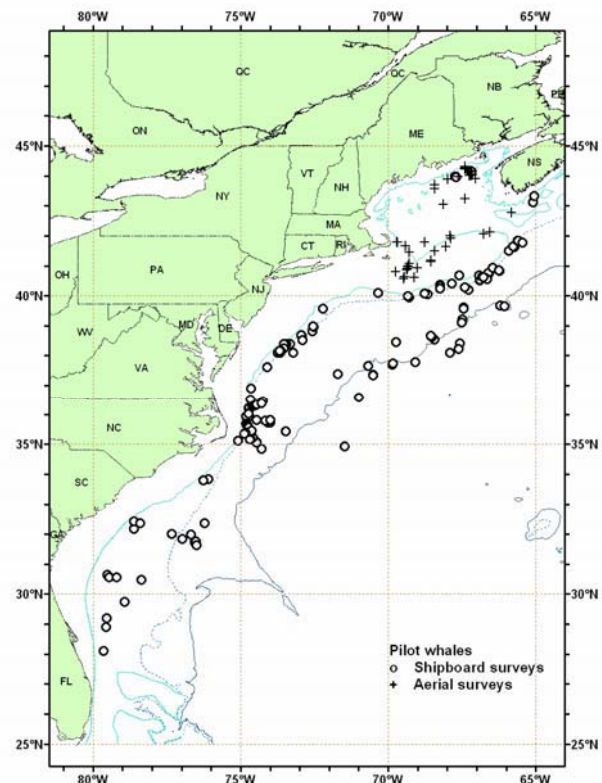 80°W 75°W 70°W 65°W
QC
QC
NB
PE
ON
ME
45°N
45°N
NS
VT
NH
NY
MA
CT
RI
PA
OH
NJ
40°N
40°N
MD
DE
WV
VA
NC
35°N
35°N
SC
GA
30°N
30°N
Pilot whales
Shipboard surveys
Aerial surveys
FL
25°N
25°N
80°W 75°W 70°W 65°W